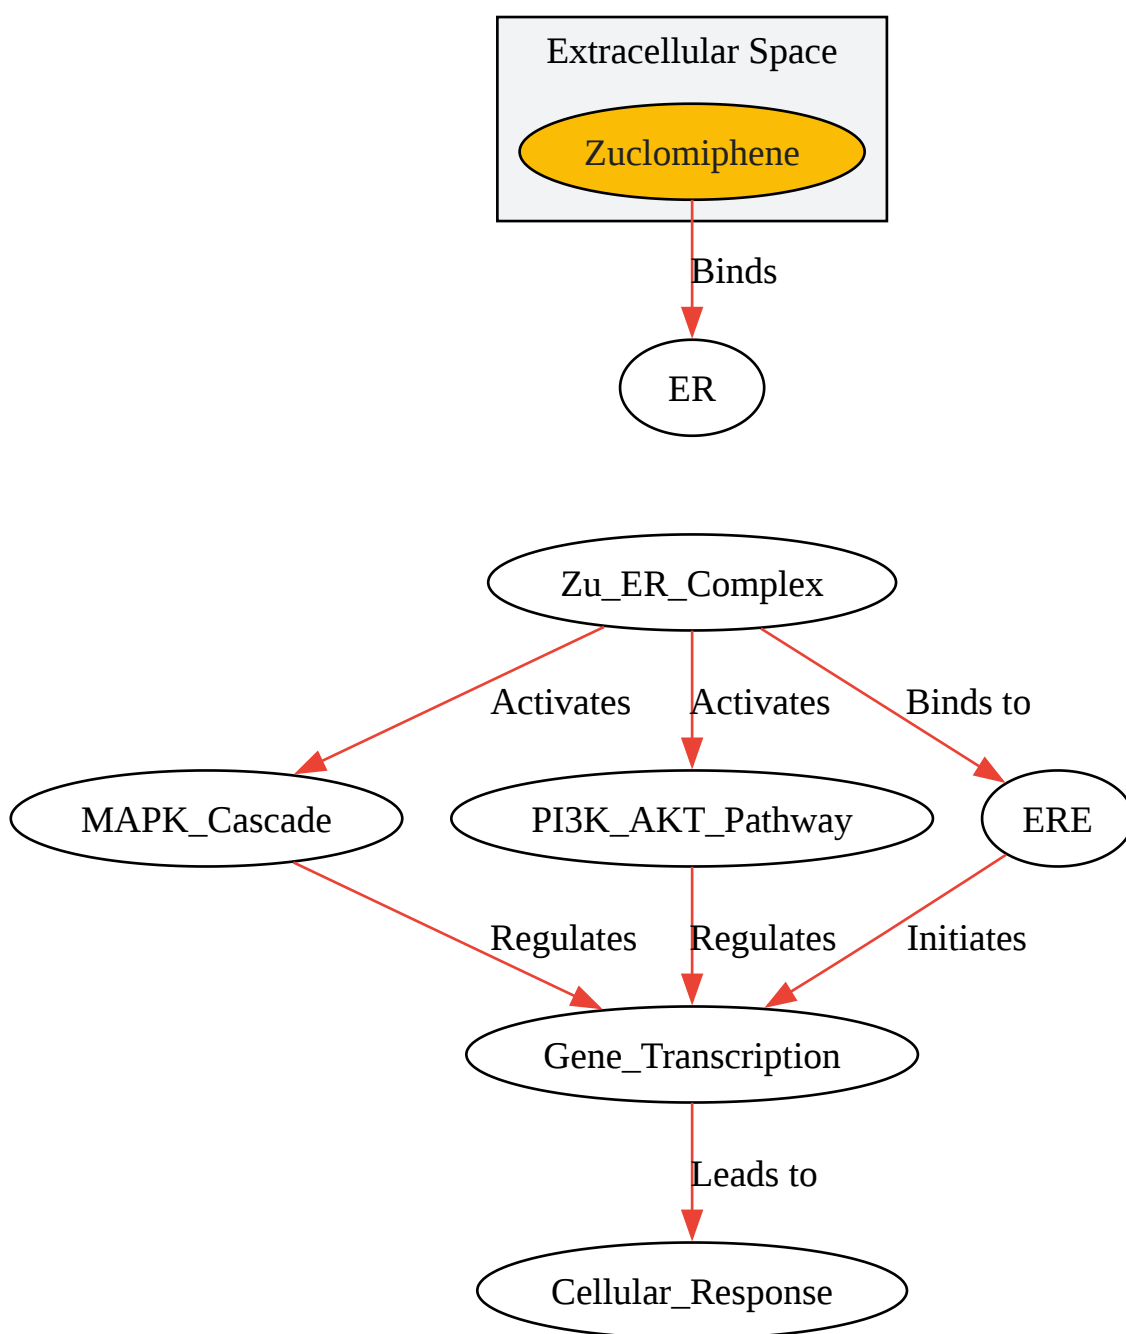 Extracellular Space
Zuclomiphene
Binds
ER
Zu_ER_Complex
Activates
Activates
Binds to
MAPK_Cascade
PI3K_AKT_Pathway
ERE
Regulates
Regulates
Initiates
Gene_Transcription
Leads to
Cellular_Response